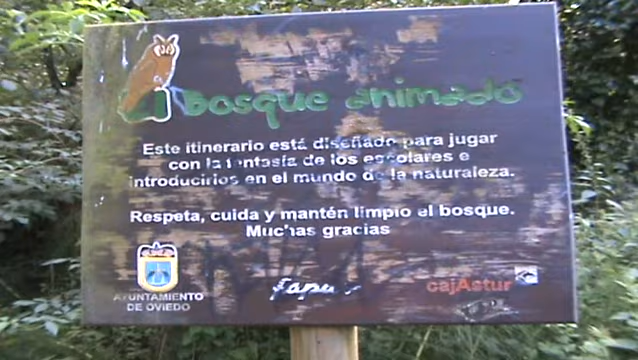 El Bosque animado
Este itinerario está diseñado para jugar
con la fantasía de los escolares e
introducirlos en el mundo de la naturaleza.
Respeta, cuida y mantén limpio el bosque.
Muchas gracias
AYUNTAMIENTO
DE OVIEDO
cajAstur